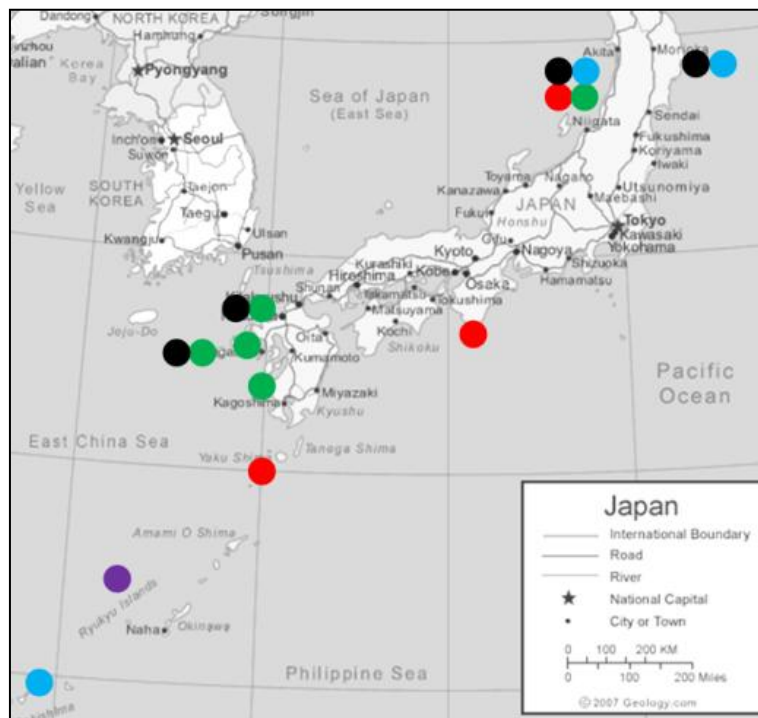 Dandong
NORTH KOREA
Songjin
Hamhung
Korea
Bay
Pyongyang
Sea of Japan
(East Sea)
Akita
Morioka
Inch'on
Seoul
Suwon
Sendai
Niigata
Fukushima
Koriyama
Iwaki
Yellow
Sea
SOUTH
KOREA
Taejon
Toyama
Nagano
Utsunomiya
Kanazawa
Maebashi
Taegu
Fukui
JAPAN
Honshu
Tokyo
Kwangju
Ulsan
Pusan
Gifu
Kawasaki
Yokohama
Kyoto
Nagoya
Tsushima
Kurashiki
Shizuoka
Hiroshima
Kobe
Osaka
Hamamatsu
Shunan
Takamatsu
Tokushima
Jeju-Do
Matsuyama
Oita
Kochi
Shikoku
Kumamoto
Miyazaki
Pacific
Ocean
Kagoshima
Kyushu
East China Sea
Tanega Shima
Yaku Shima
Japan
International Boundary
Road
River
National Capital
City or Town
0 100 200 KM
0 100 200 Miles
© 2007 Geology.com
Amami O Shima
Ryukyu Islands
Naha
Okinawa
Philippine Sea